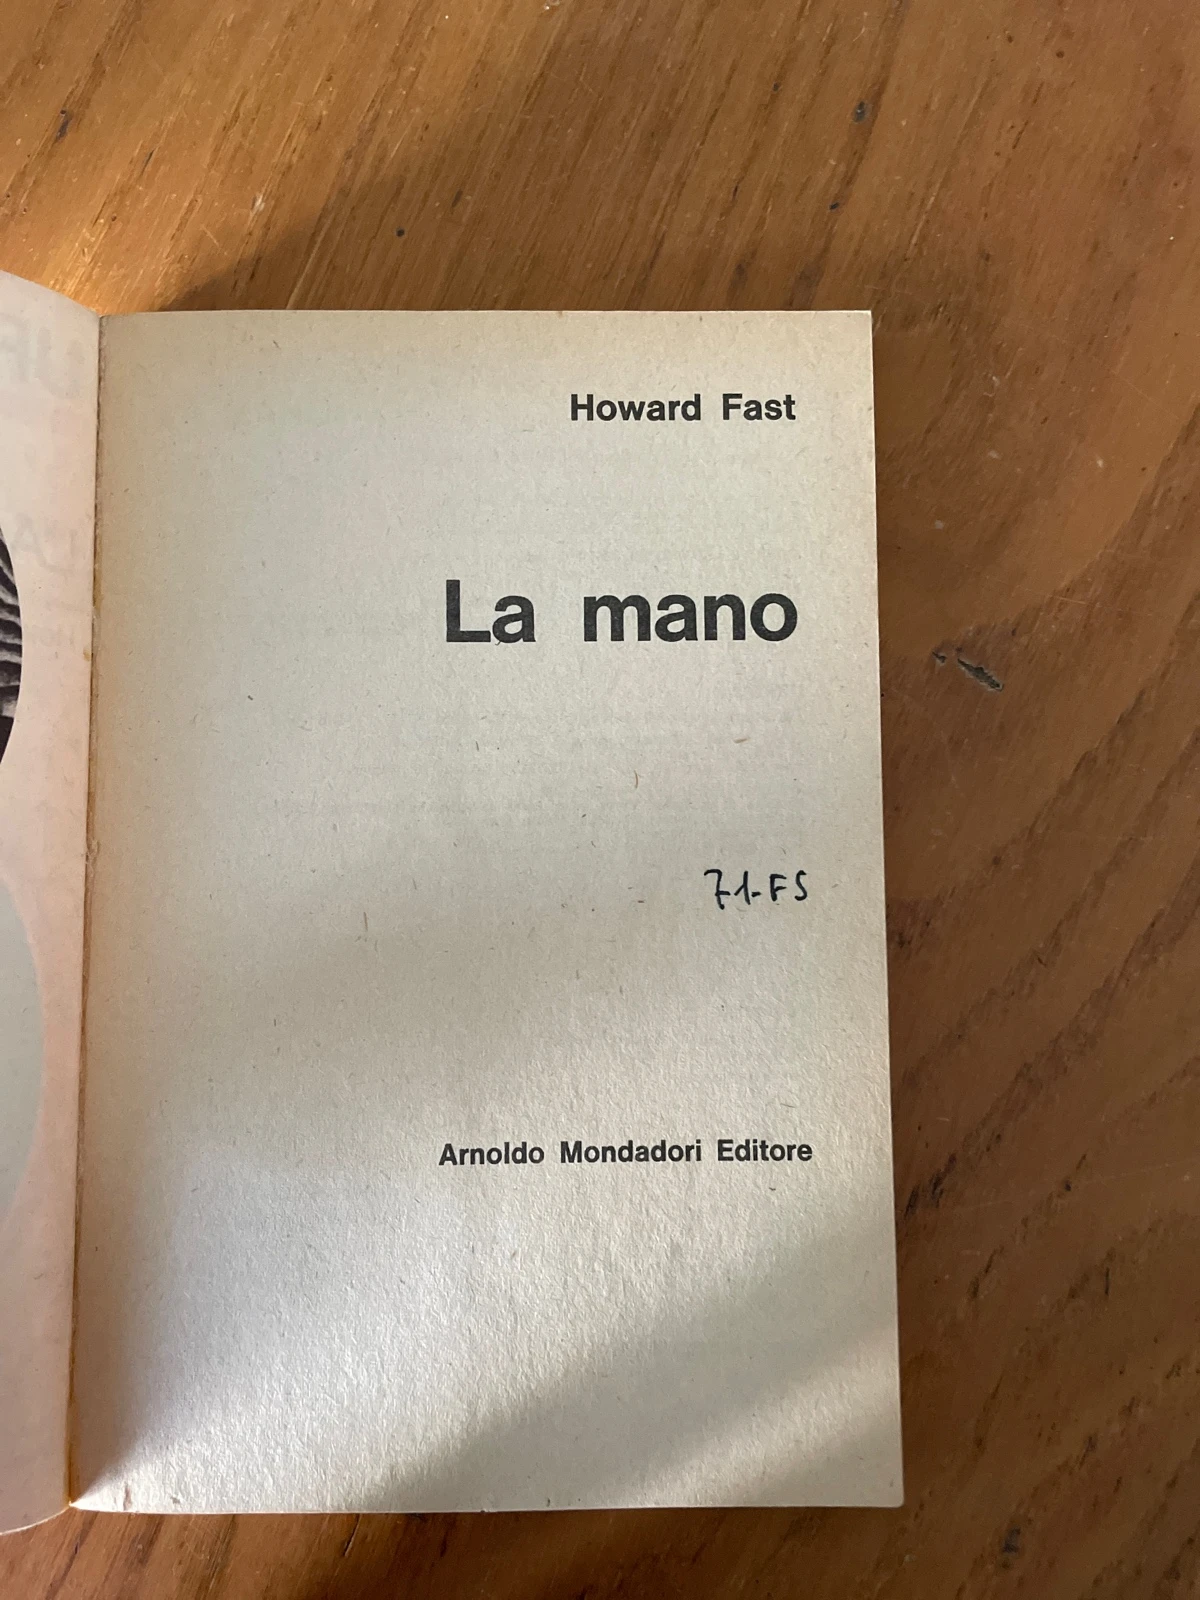 Howard Fast
La mano
71-FS
Arnoldo Mondadori Editore